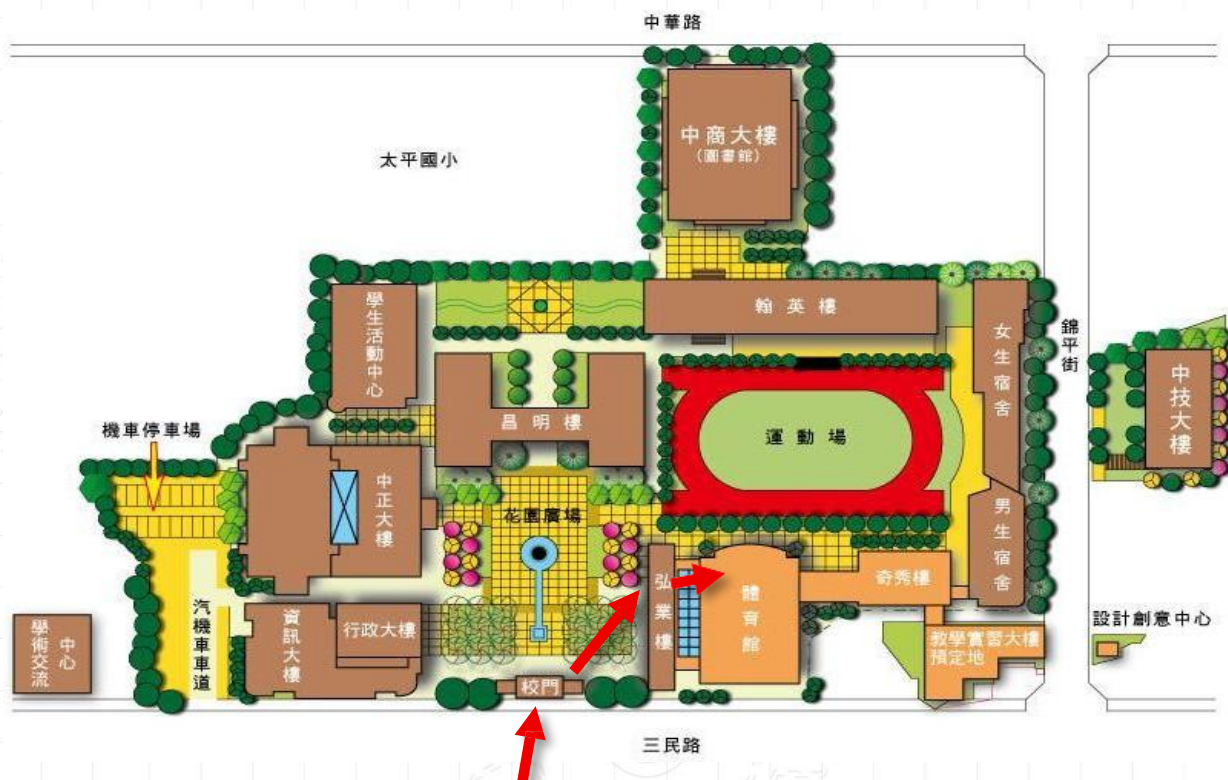 中華路
中商大樓
(圖書館)
太平國小
翰英樓
學生活動中心
女生宿舍
錦平街
中技大樓
昌明樓
運動場
機車停車場
中正大樓
花園廣場
男生宿舍
弘業樓
體育館
奇秀樓
汽機車車道
資訊大樓
行政大樓
教學實習大樓
預定地
設計創意中心
學術交流
中心
校門
三民路